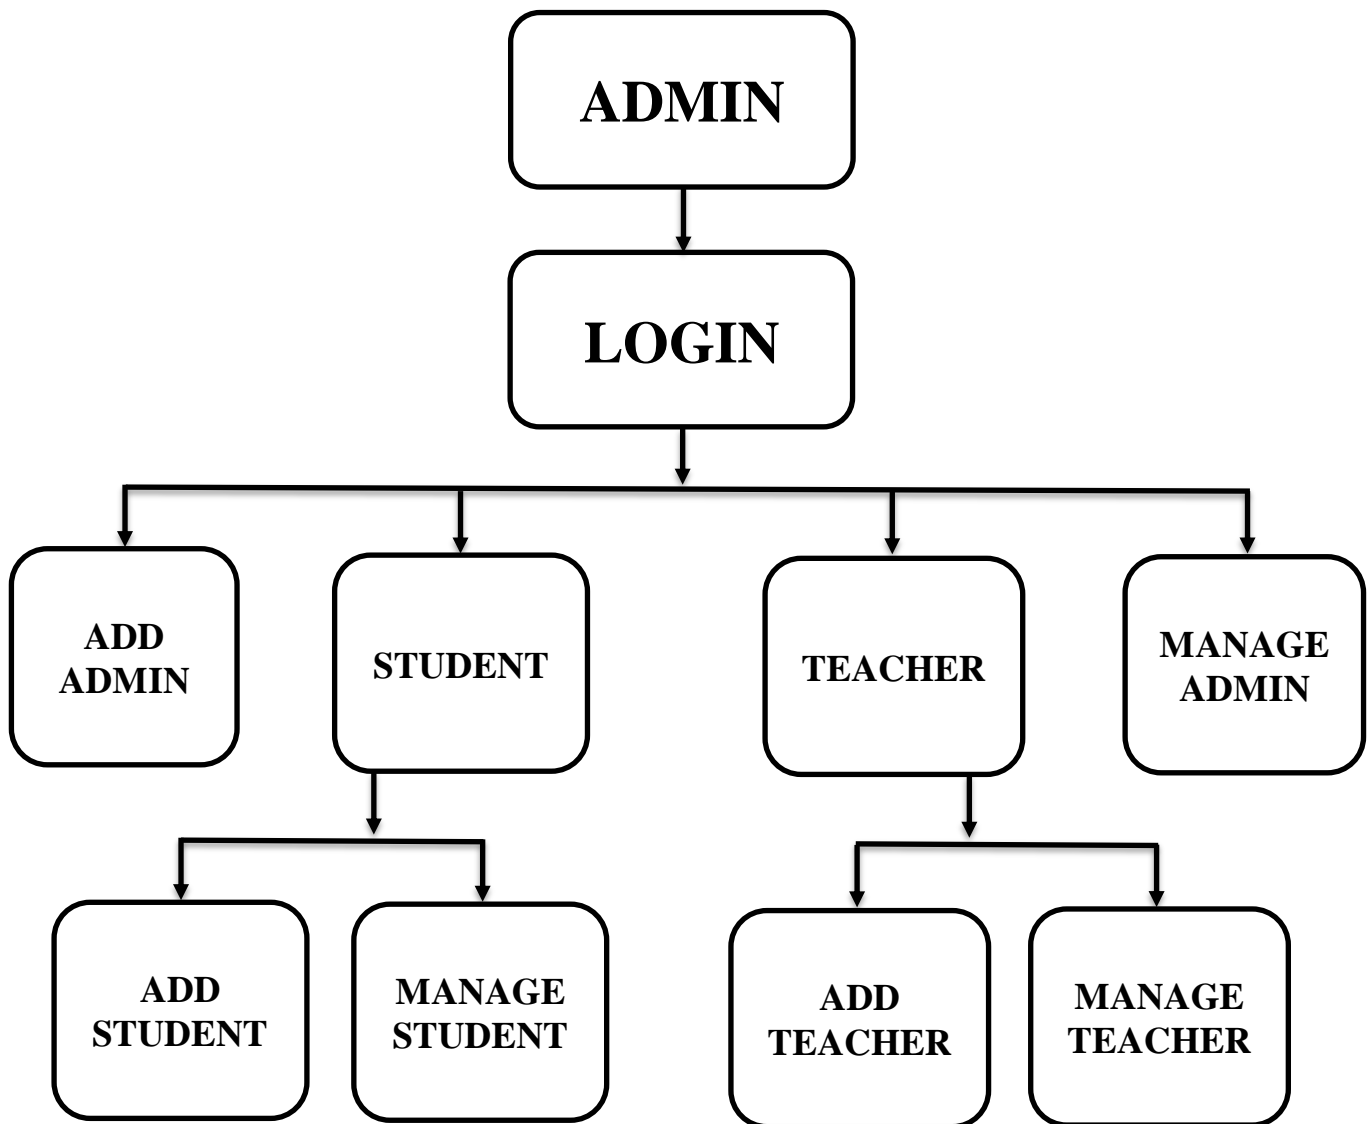 ADMIN
LOGIN
ADD
ADMIN
STUDENT
TEACHER
MANAGE
ADMIN
ADD
STUDENT
MANAGE
STUDENT
ADD
TEACHER
MANAGE
TEACHER